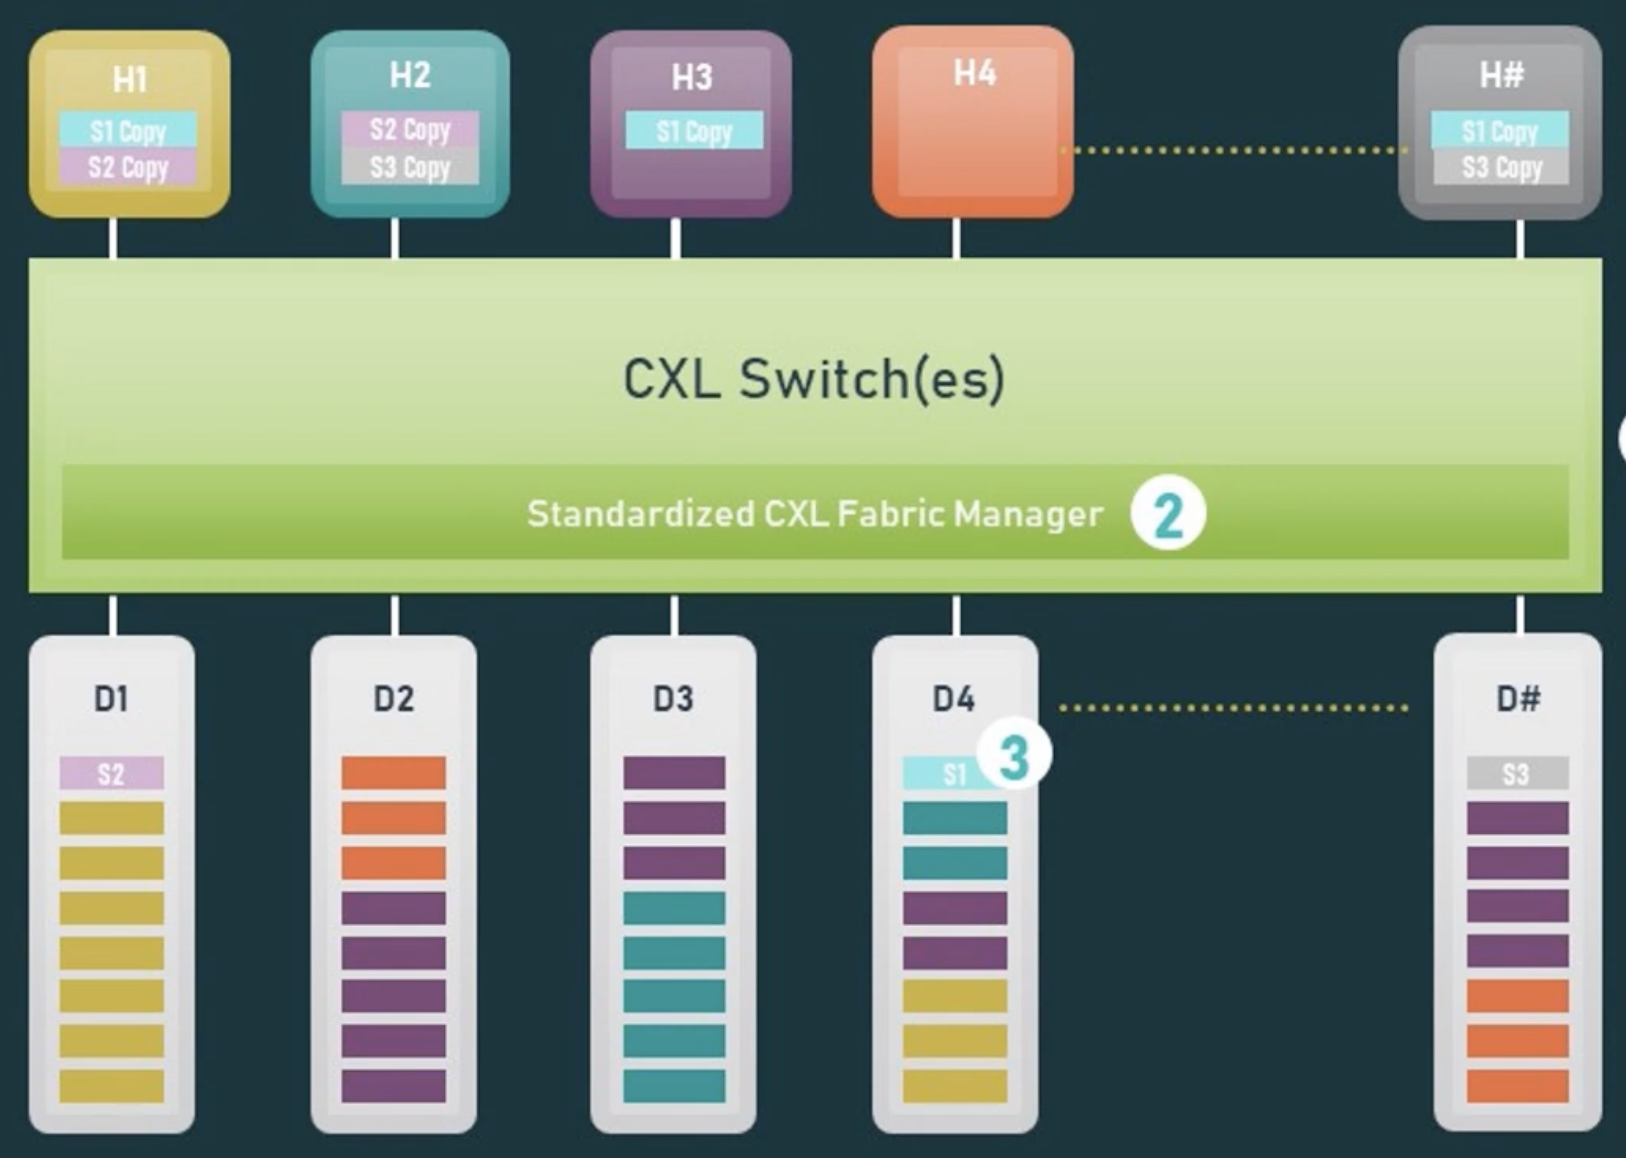 H1
S1 Copy
S2 Copy
H2
S2 Copy
S3 Copy
H3
S1 Copy
H4
H#
S1 Copy
S3 Copy
CXL Switch(es)
Standardized CXL Fabric Manager 2
D1
S2
D2
D3
D4
3
S1
D#
S3